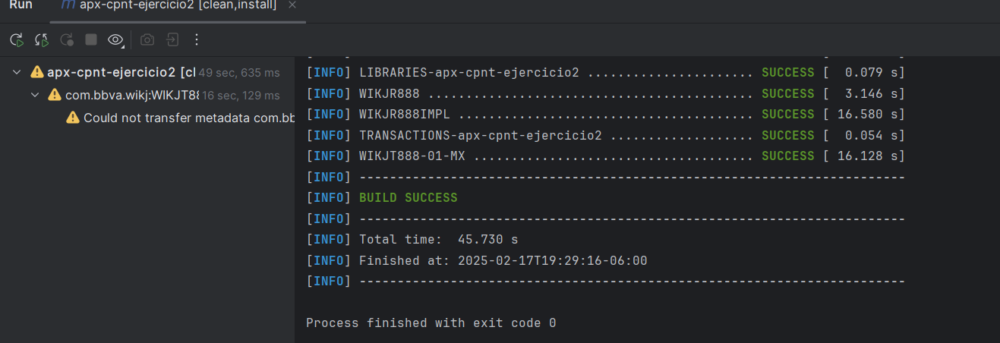 Run
apx-cpnt-ejercicio2 [clean,install]
apx-cpnt-ejercicio2 [cl 49 sec, 635 ms
com.bbva.wikj:WIKJT88 16 sec, 129 ms
Could not transfer metadata com.bb
[INFO] LIBRARIES-apx-cpnt-ejercicio2 ...................... SUCCESS [  0.079 s]
[INFO] WIKJR888 ........................................... SUCCESS [  3.146 s]
[INFO] WIKJR888IMPL ....................................... SUCCESS [ 16.580 s]
[INFO] TRANSACTIONS-apx-cpnt-ejercicio2 ................... SUCCESS [  0.054 s]
[INFO] WIKJT888-01-MX ..................................... SUCCESS [ 16.128 s]
[INFO] ------------------------------------------------------------------------
[INFO] BUILD SUCCESS
[INFO] ------------------------------------------------------------------------
[INFO] Total time:  45.730 s
[INFO] Finished at: 2025-02-17T19:29:16-06:00
[INFO] ------------------------------------------------------------------------
Process finished with exit code 0